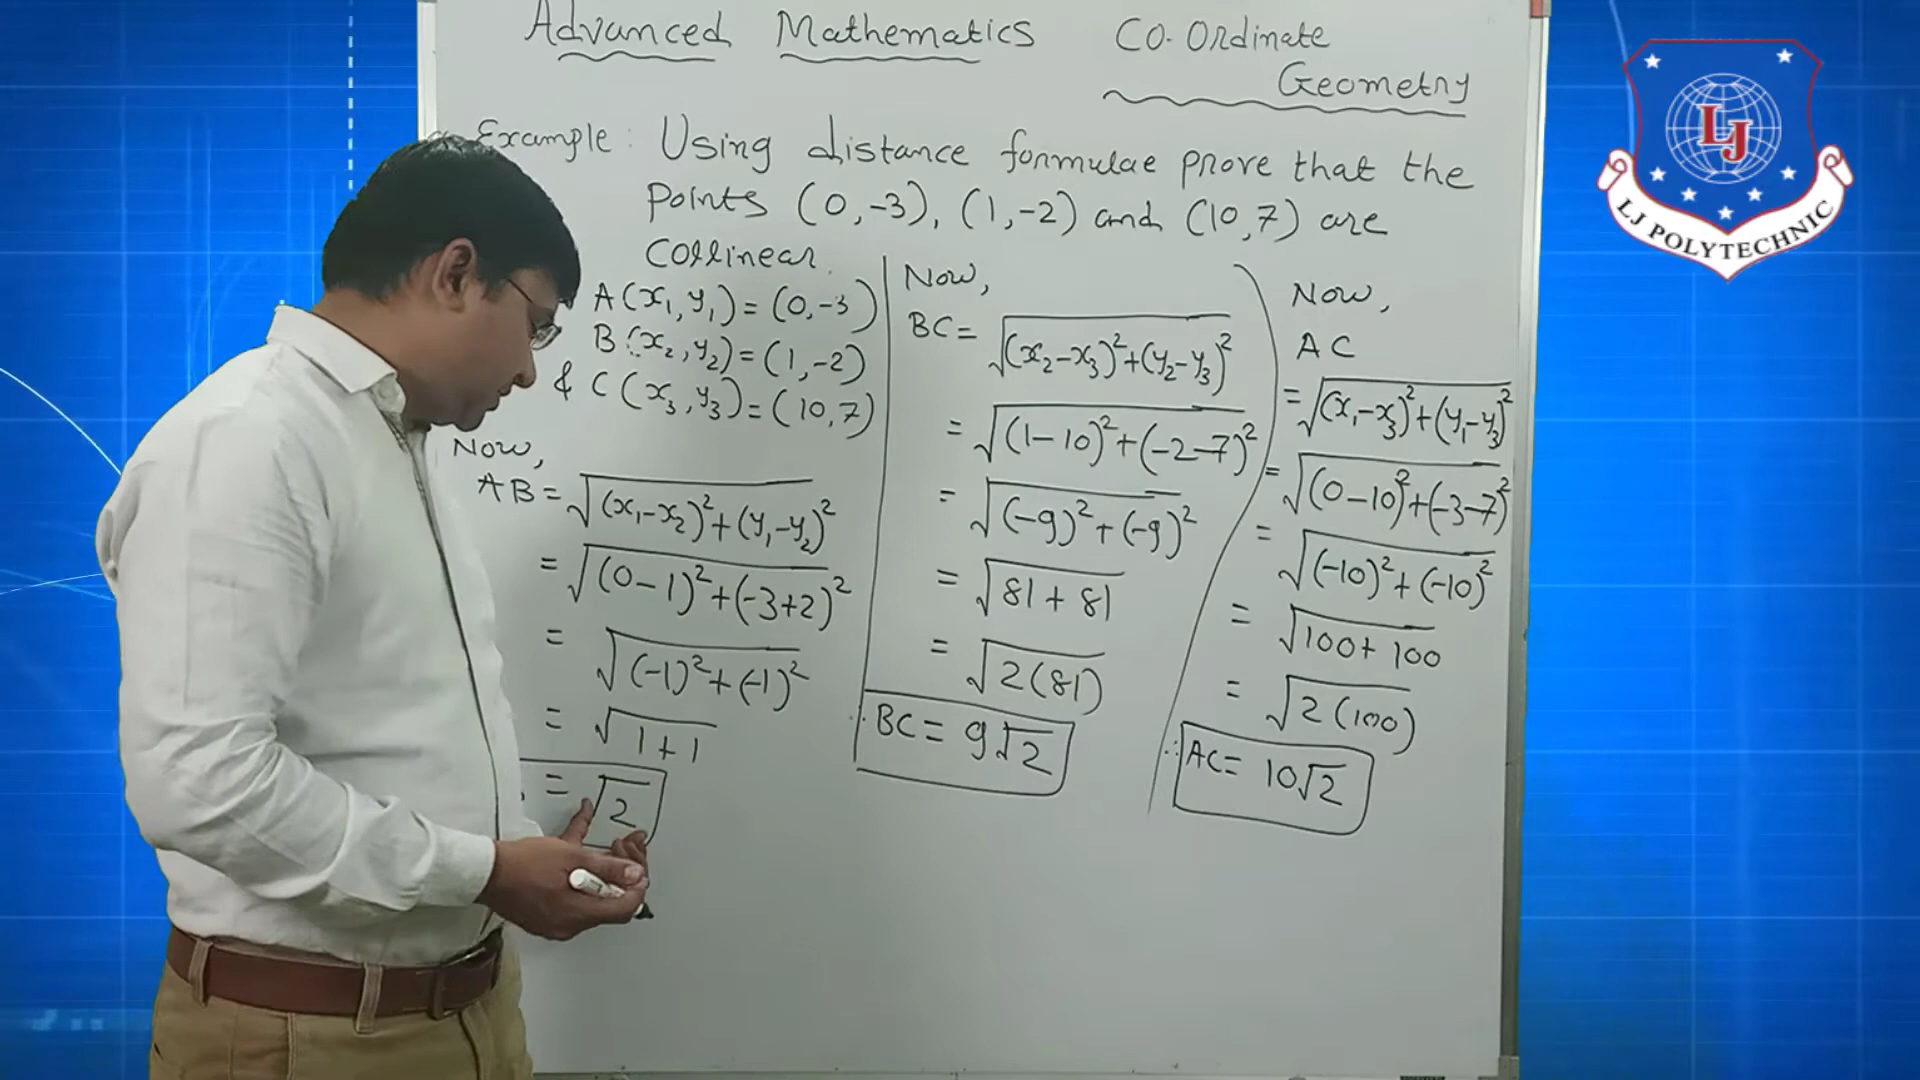 Advanced Mathematics Co-Ordinate
Geometry
Example: Using distance formulae prove that the
points (0,-3), (1,-2) and (10,7) are
collinear.
A(x₁,y₁)=(0,-3)
B(x₂,y₂)=(1,-2)
& C(x₃,y₃)=(10,7)
Now,
AB=√(x₁-x₂)²+(y₁-y₂)²
=√(0-1)²+(-3+2)²
= √(-1)²+(-1)²
= √1+1
= √2
Now,
BC= √(x₂-x₃)²+(y₂-y₃)²
= √(1-10)²+(-2-7)²
= √(-9)²+(-9)²
= √81+81
= √2(81)
∴ BC= 9√2
Now,
AC
=√(x₁-x₃)²+(y₁-y₃)²
=√(0-10)²+(-3-7)²
= √(-10)²+(-10)²
= √100+100
= √2(100)
∴ AC= 10√2
LJ
LJ POLYTECHNIC